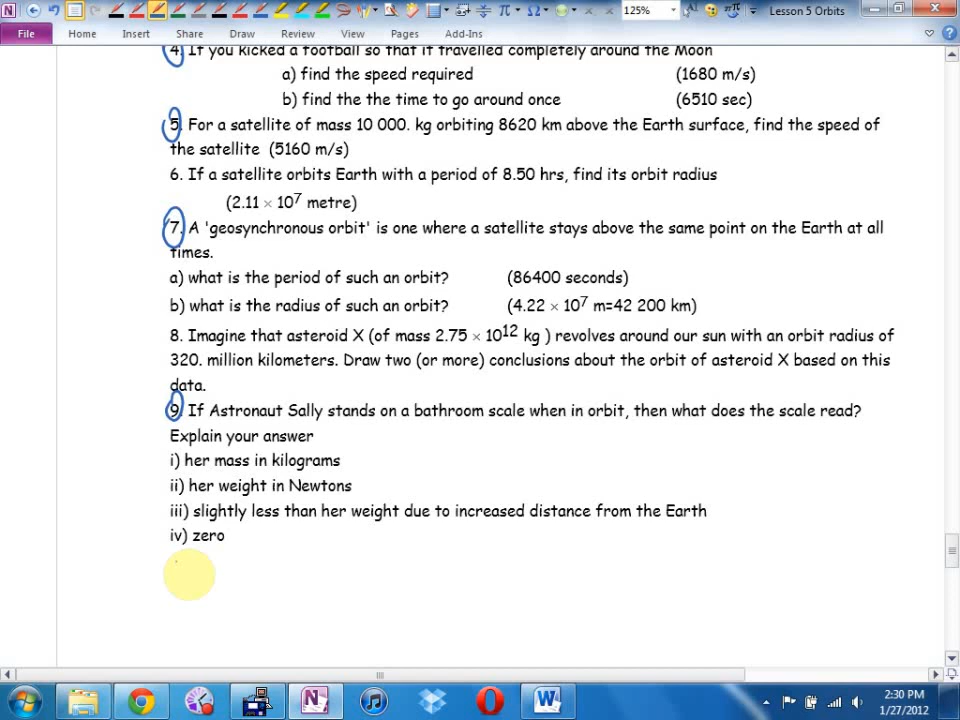 125%
Lesson 5 Orbits
File Home Insert Share Draw Review View Pages Add-Ins
4. If you kicked a football so that it travelled completely around the Moon
a) find the speed required (1680 m/s)
b) find the the time to go around once (6510 sec)
5. For a satellite of mass 10 000. kg orbiting 8620 km above the Earth surface, find the speed of
the satellite (5160 m/s)
6. If a satellite orbits Earth with a period of 8.50 hrs, find its orbit radius
(2.11 × 10⁷ metre)
7. A 'geosynchronous orbit' is one where a satellite stays above the same point on the Earth at all
times.
a) what is the period of such an orbit? (86400 seconds)
b) what is the radius of such an orbit? (4.22 × 10⁷ m=42 200 km)
8. Imagine that asteroid X (of mass 2.75 × 10¹² kg ) revolves around our sun with an orbit radius of
320. million kilometers. Draw two (or more) conclusions about the orbit of asteroid X based on this
data.
9. If Astronaut Sally stands on a bathroom scale when in orbit, then what does the scale read?
Explain your answer
i) her mass in kilograms
ii) her weight in Newtons
iii) slightly less than her weight due to increased distance from the Earth
iv) zero
2:30 PM
1/27/2012